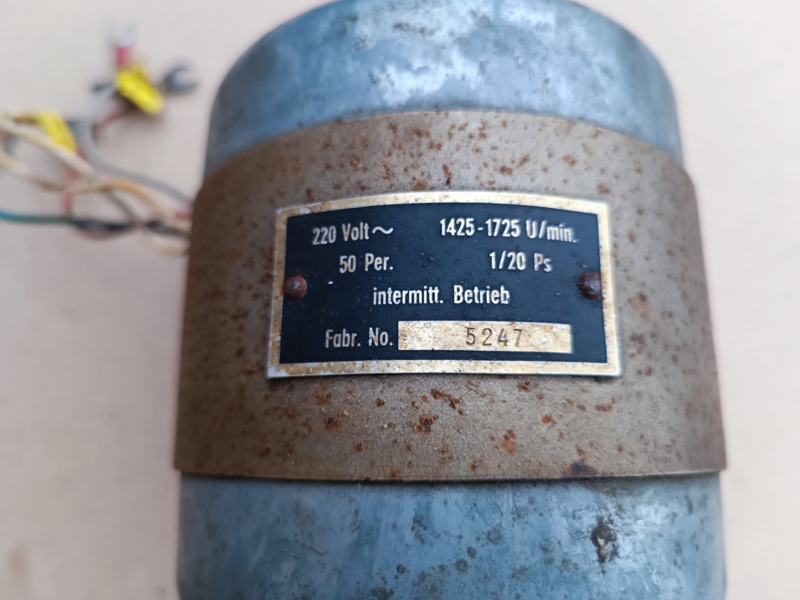 220 Volt ~ 1425-1725 U/min.
50 Per. 1/20 Ps
intermitt. Betrieb
Fabr. No. 5247